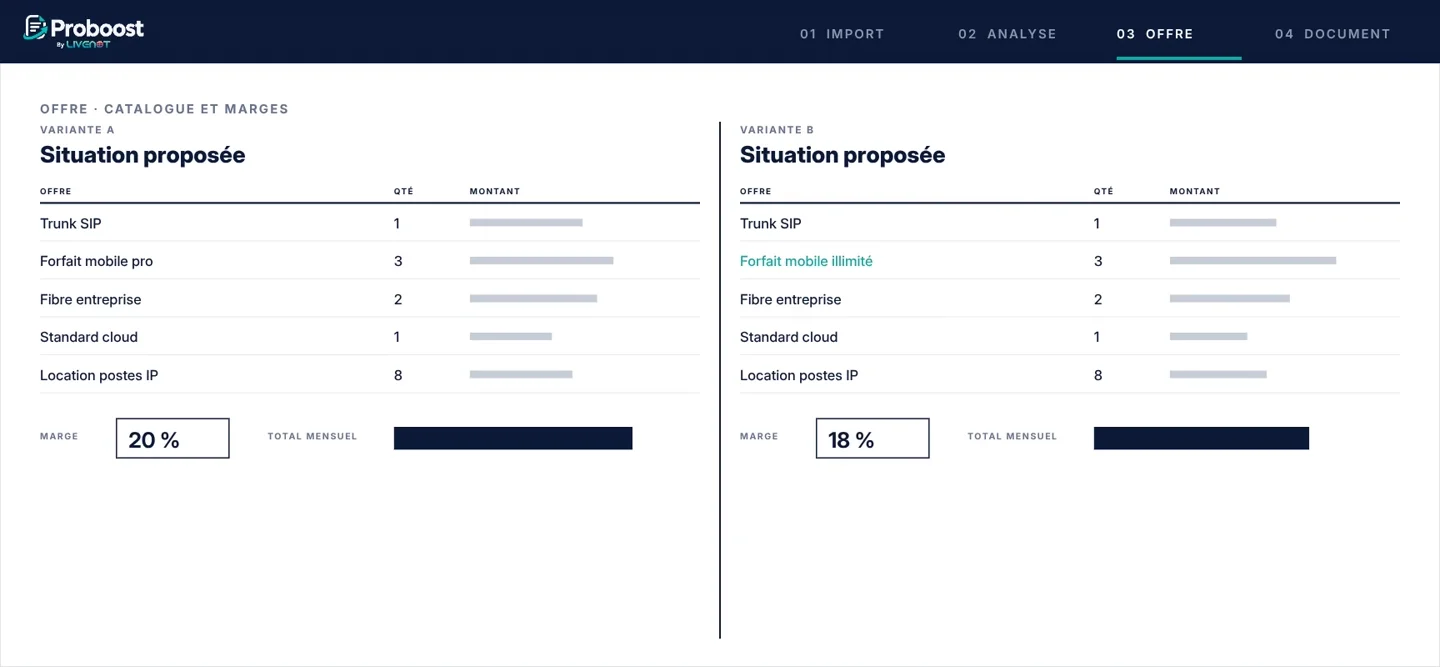 Proboost
By LIVENOT
01 IMPORT
02 ANALYSE
03 OFFRE
04 DOCUMENT
OFFRE · CATALOGUE ET MARGES
VARIANTE A
Situation proposée
OFFRE QTÉ MONTANT
Trunk SIP 1
Forfait mobile pro 3
Fibre entreprise 2
Standard cloud 1
Location postes IP 8
MARGE 20 % TOTAL MENSUEL
VARIANTE B
Situation proposée
OFFRE QTÉ MONTANT
Trunk SIP 1
Forfait mobile illimité 3
Fibre entreprise 2
Standard cloud 1
Location postes IP 8
MARGE 18 % TOTAL MENSUEL